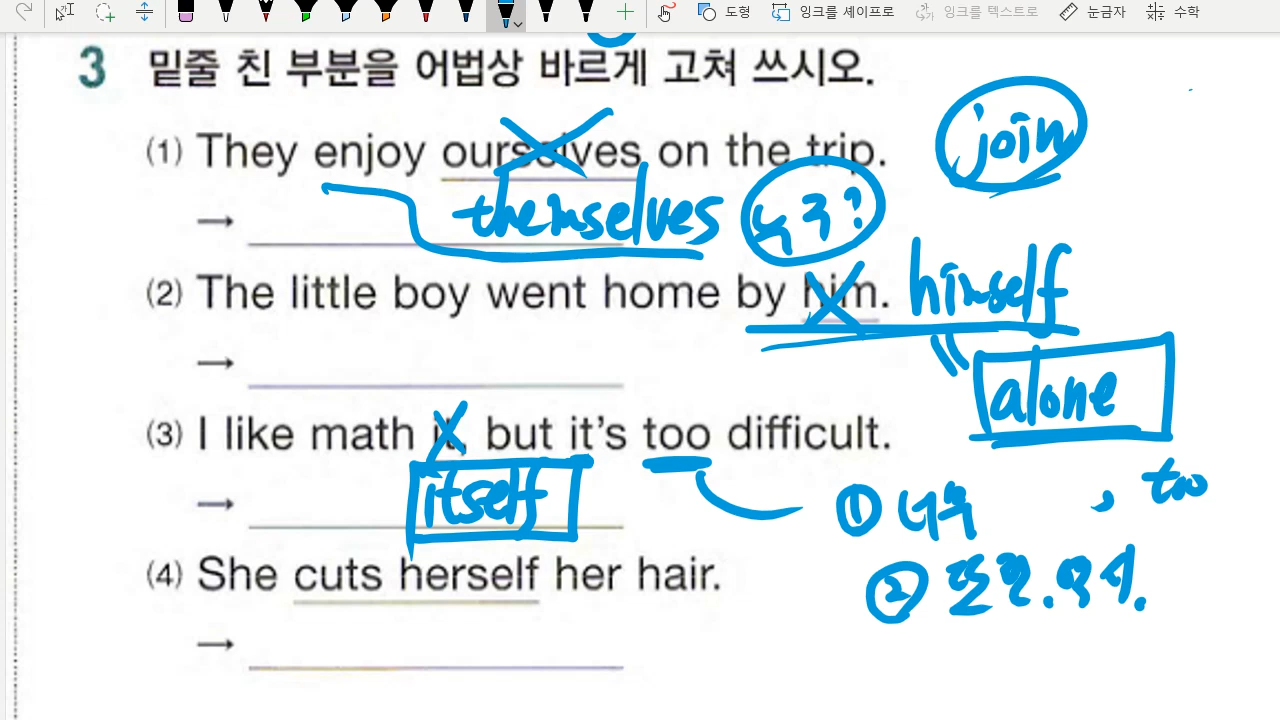 도형 잉크를 셰이프로 잉크를 텍스트로 눈금자 수학
3 밑줄 친 부분을 어법상 바르게 고쳐 쓰시오.
join
(1) They enjoy ourselves on the trip.
→ themselves 누구?
(2) The little boy went home by him. himself
→
alone
(3) I like math it, but it's too difficult.
→ itself
① 너무 , too
② 또한. 역시.
(4) She cuts herself her hair.
→